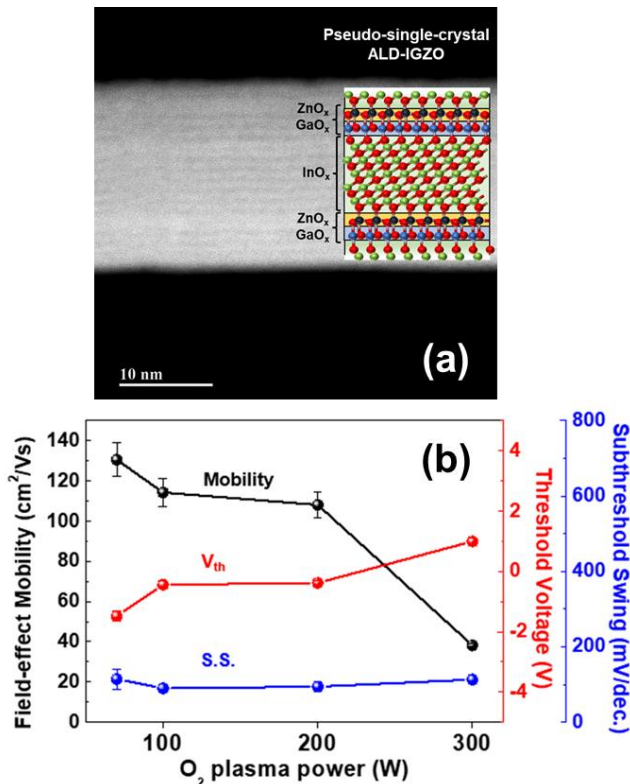 Pseudo-single-crystal
ALD-IGZO
ZnOₓ
GaOₓ
InOₓ
ZnOₓ
GaOₓ
10 nm
(a)
(b)
Field-effect Mobility (cm²/Vs)
140
120
100
80
60
40
20
0
Mobility
Vₜₕ
S.S.
4
2
0
-2
-4
Threshold Voltage (V)
800
600
400
200
0
Subthreshold Swing (mV/dec.)
100
200
300
O₂ plasma power (W)